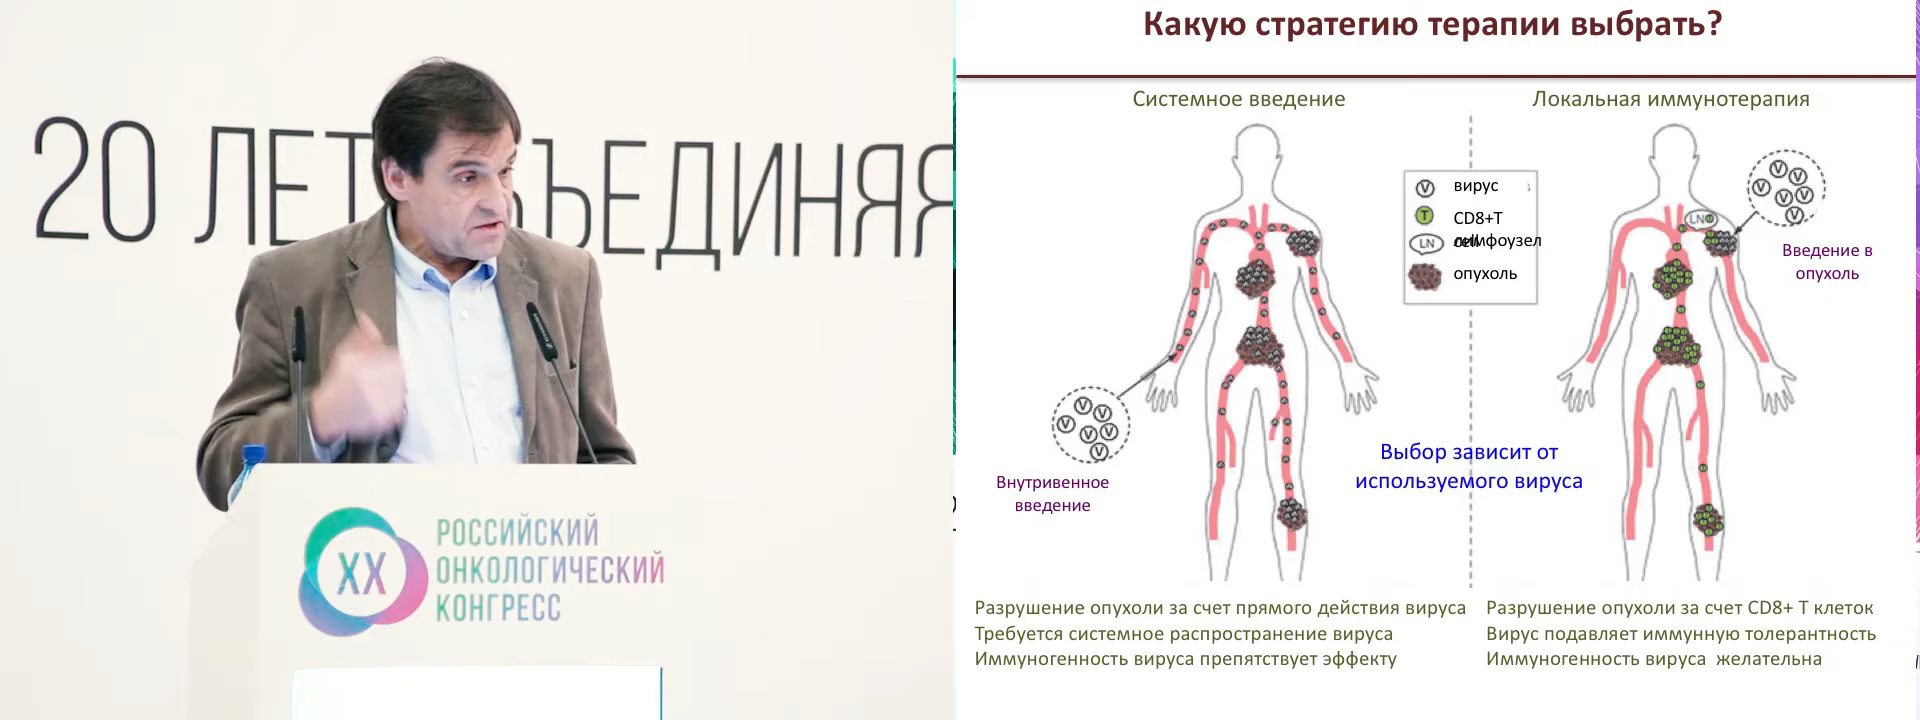 20 ЛЕТ ЪЕДИНЯЯ
XX
РОССИЙСКИЙ
ОНКОЛОГИЧЕСКИЙ
КОНГРЕСС
Какую стратегию терапии выбрать?
Системное введение
Локальная иммунотерапия
V вирус
T CD8+T
LN лимфоузел
опухоль
LN
Введение в
опухоль
V V V V V V
V V V V V V
Внутривенное
введение
Выбор зависит от
используемого вируса
Разрушение опухоли за счет прямого действия вируса
Требуется системное распространение вируса
Иммуногенность вируса препятствует эффекту
Разрушение опухоли за счет CD8+ T клеток
Вирус подавляет иммунную толерантность
Иммуногенность вируса желательна